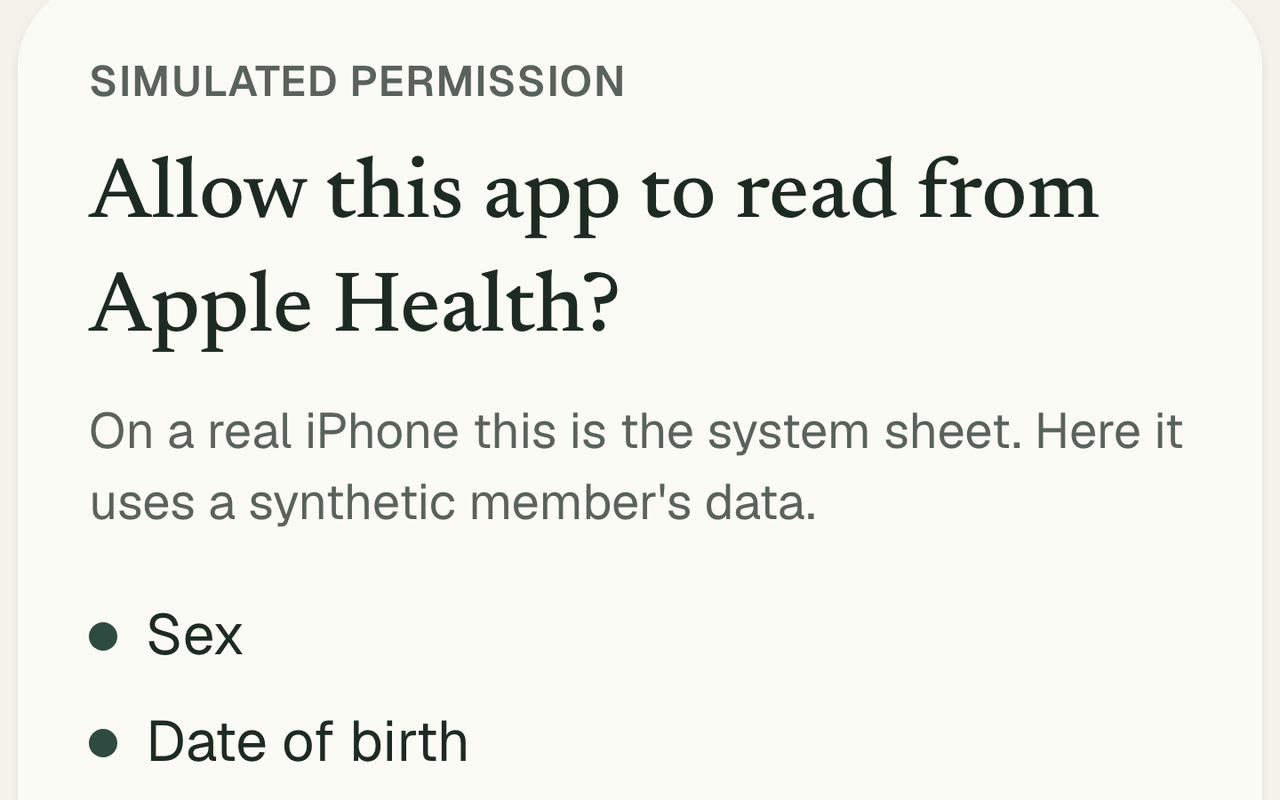 SIMULATED PERMISSION
Allow this app to read from
Apple Health?
On a real iPhone this is the system sheet. Here it
uses a synthetic member's data.
Sex
Date of birth